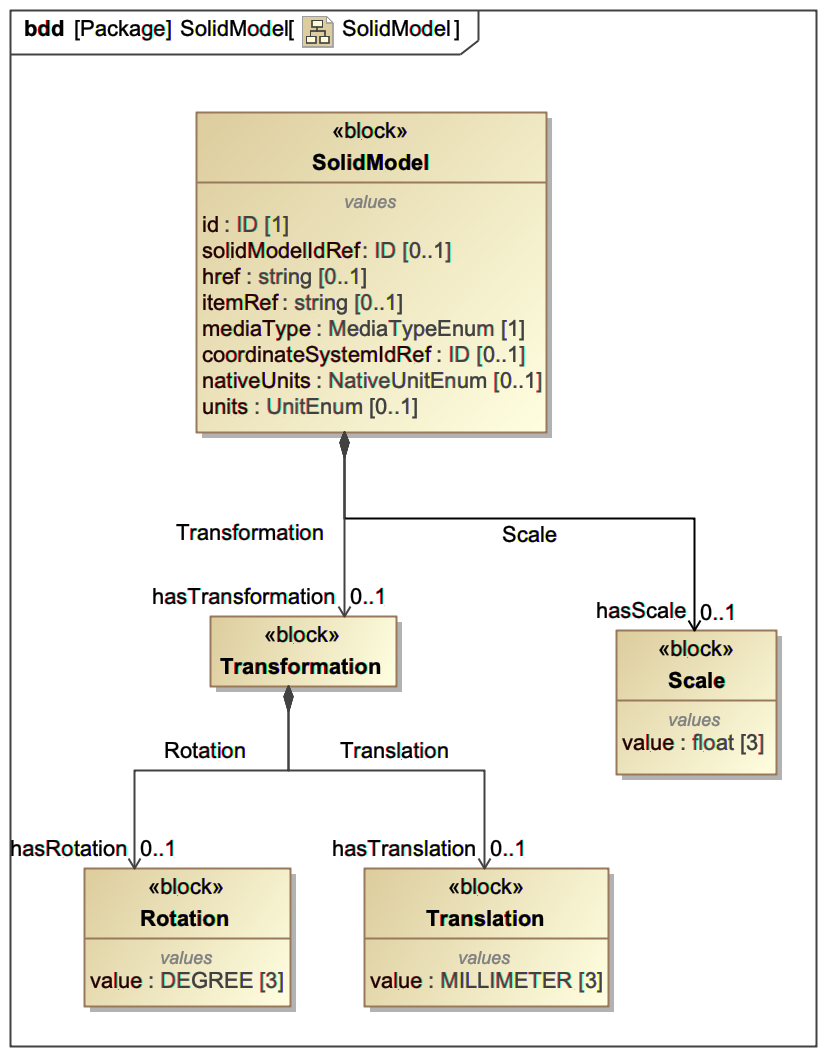 bdd [Package] SolidModel[ SolidModel ]
«block»
SolidModel
values
id : ID [1]
solidModelIdRef : ID [0..1]
href : string [0..1]
itemRef : string [0..1]
mediaType : MediaTypeEnum [1]
coordinateSystemIdRef : ID [0..1]
nativeUnits : NativeUnitEnum [0..1]
units : UnitEnum [0..1]
Transformation
Scale
hasTransformation 0..1
hasScale 0..1
«block»
Transformation
«block»
Scale
values
value : float [3]
Rotation
Translation
hasRotation 0..1
hasTranslation 0..1
«block»
Rotation
values
value : DEGREE [3]
«block»
Translation
values
value : MILLIMETER [3]